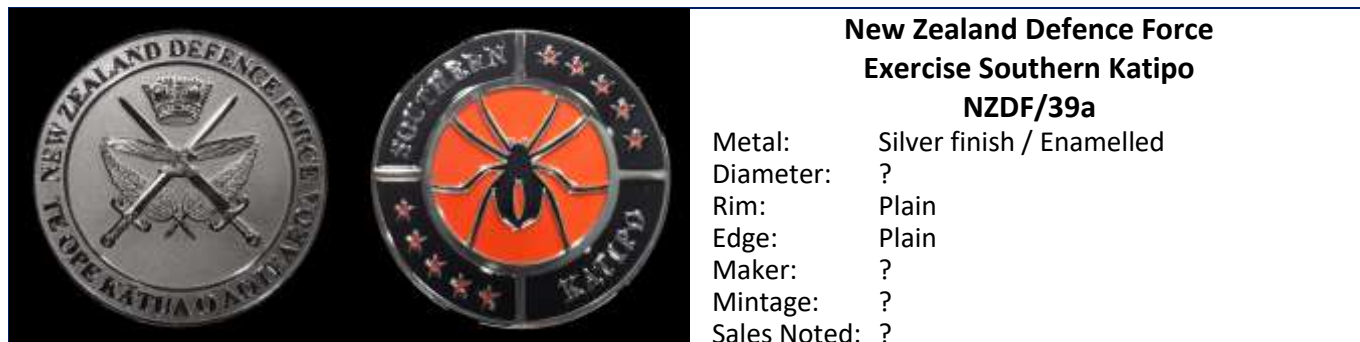 NEW ZEALAND DEFENCE FORCE
TE OPE KATUA O AOTEAROA
SOUTHERN
KATIPO
New Zealand Defence Force
Exercise Southern Katipo
NZDF/39a
Metal: Silver finish / Enamelled
Diameter: ?
Rim: Plain
Edge: Plain
Maker: ?
Mintage: ?
Sales Noted: ?